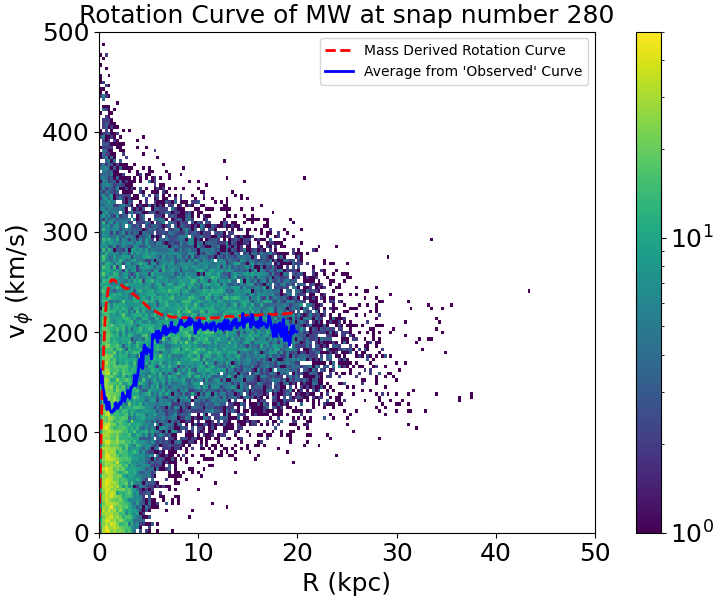 Rotation Curve of MW at snap number 280
Mass Derived Rotation Curve
Average from 'Observed' Curve
500
400
300
200
100
0
v_ϕ (km/s)
0 10 20 30 40 50
R (kpc)
10^1
10^0